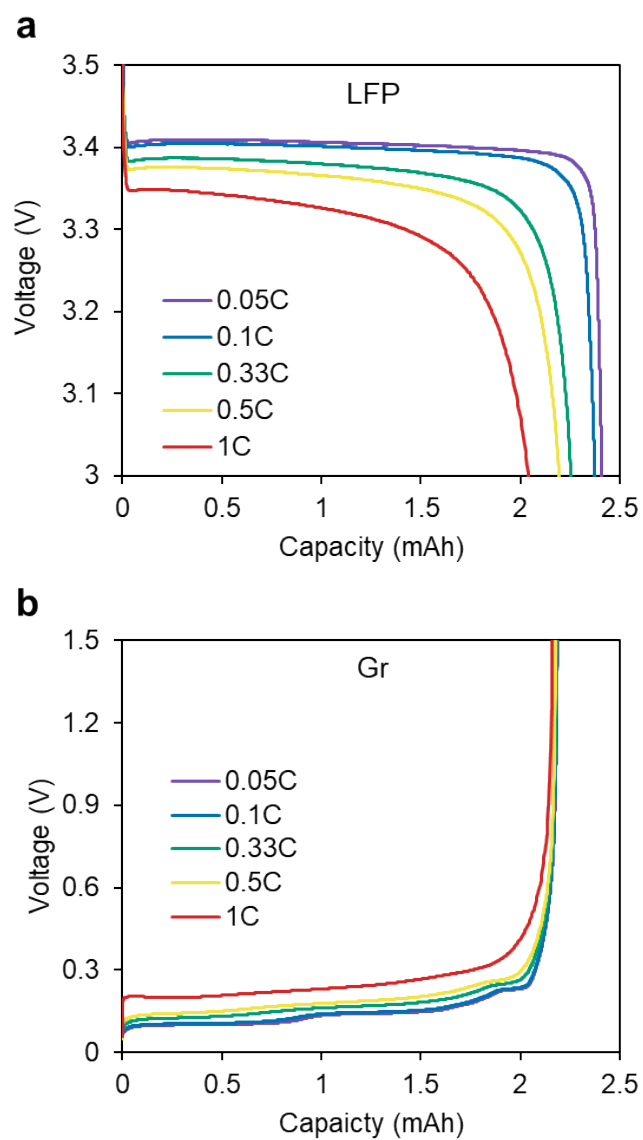 a
LFP
Voltage (V)
3.5
3.4
3.3
3.2
3.1
3
0.05C
0.1C
0.33C
0.5C
1C
0 0.5 1 1.5 2 2.5
Capacity (mAh)
b
Gr
Voltage (V)
1.5
1.2
0.9
0.6
0.3
0
0.05C
0.1C
0.33C
0.5C
1C
0 0.5 1 1.5 2 2.5
Capaicty (mAh)